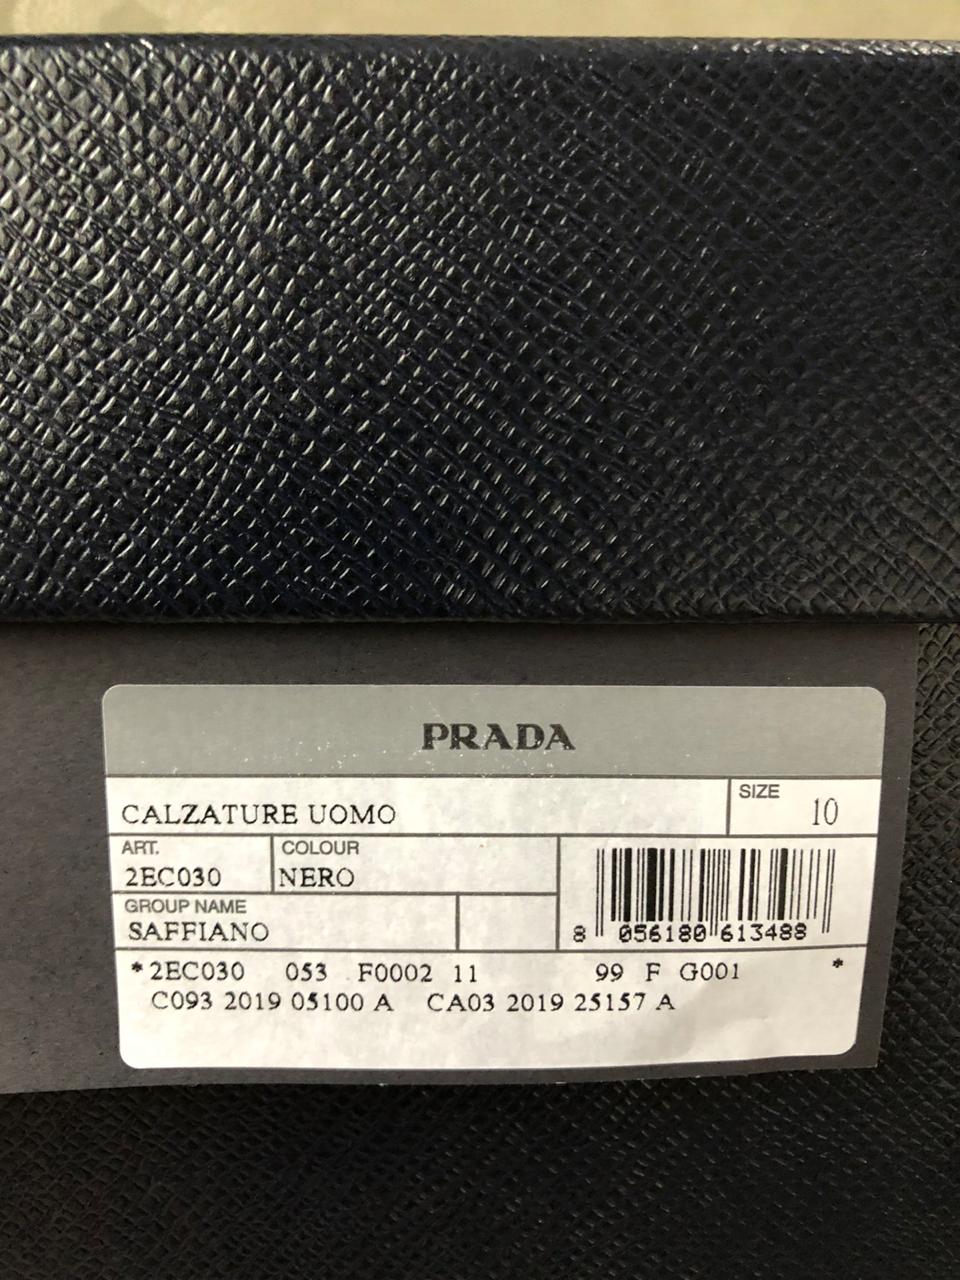 PRADA
CALZATURE UOMO
SIZE
10
ART.
2EC030
COLOUR
NERO
GROUP NAME
SAFFIANO
8 056180 613488
*2EC030 053 F0002 11 99 F G001 *
C093 2019 05100 A CA03 2019 25157 A